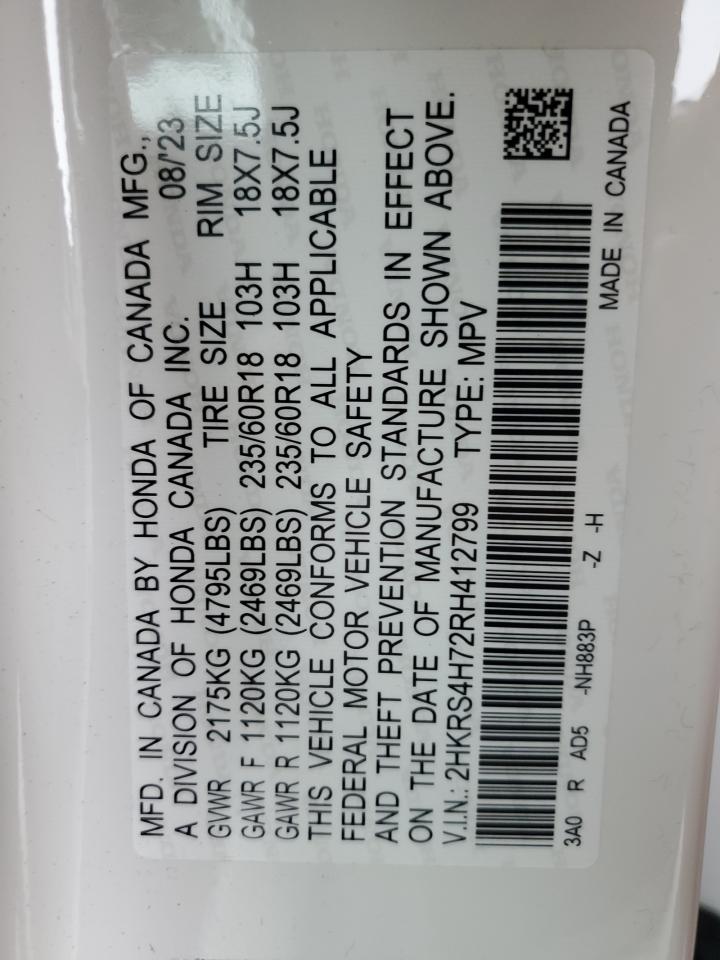 MFD. IN CANADA BY HONDA OF CANADA MFG.,
A DIVISION OF HONDA CANADA INC. 08/'23
GVWR 2175KG (4795LBS) TIRE SIZE RIM SIZE
GAWR F 1120KG (2469LBS) 235/60R18 103H 18X7.5J
GAWR R 1120KG (2469LBS) 235/60R18 103H 18X7.5J
THIS VEHICLE CONFORMS TO ALL APPLICABLE
FEDERAL MOTOR VEHICLE SAFETY
AND THEFT PREVENTION STANDARDS IN EFFECT
ON THE DATE OF MANUFACTURE SHOWN ABOVE.
V.I.N.: 2HKRS4H72RH412799 TYPE: MPV
3A0 R AD5 -NH883P -Z -H
MADE IN CANADA